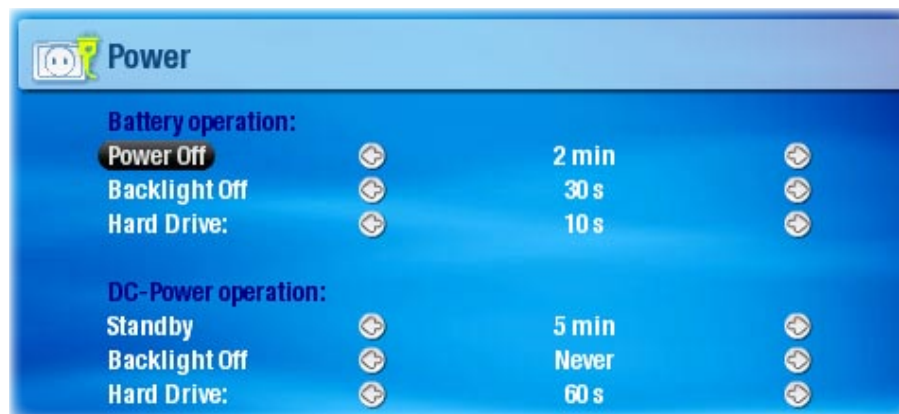 Power
Battery operation:
Power Off 2 min
Backlight Off 30 s
Hard Drive: 10 s
DC-Power operation:
Standby 5 min
Backlight Off Never
Hard Drive: 60 s